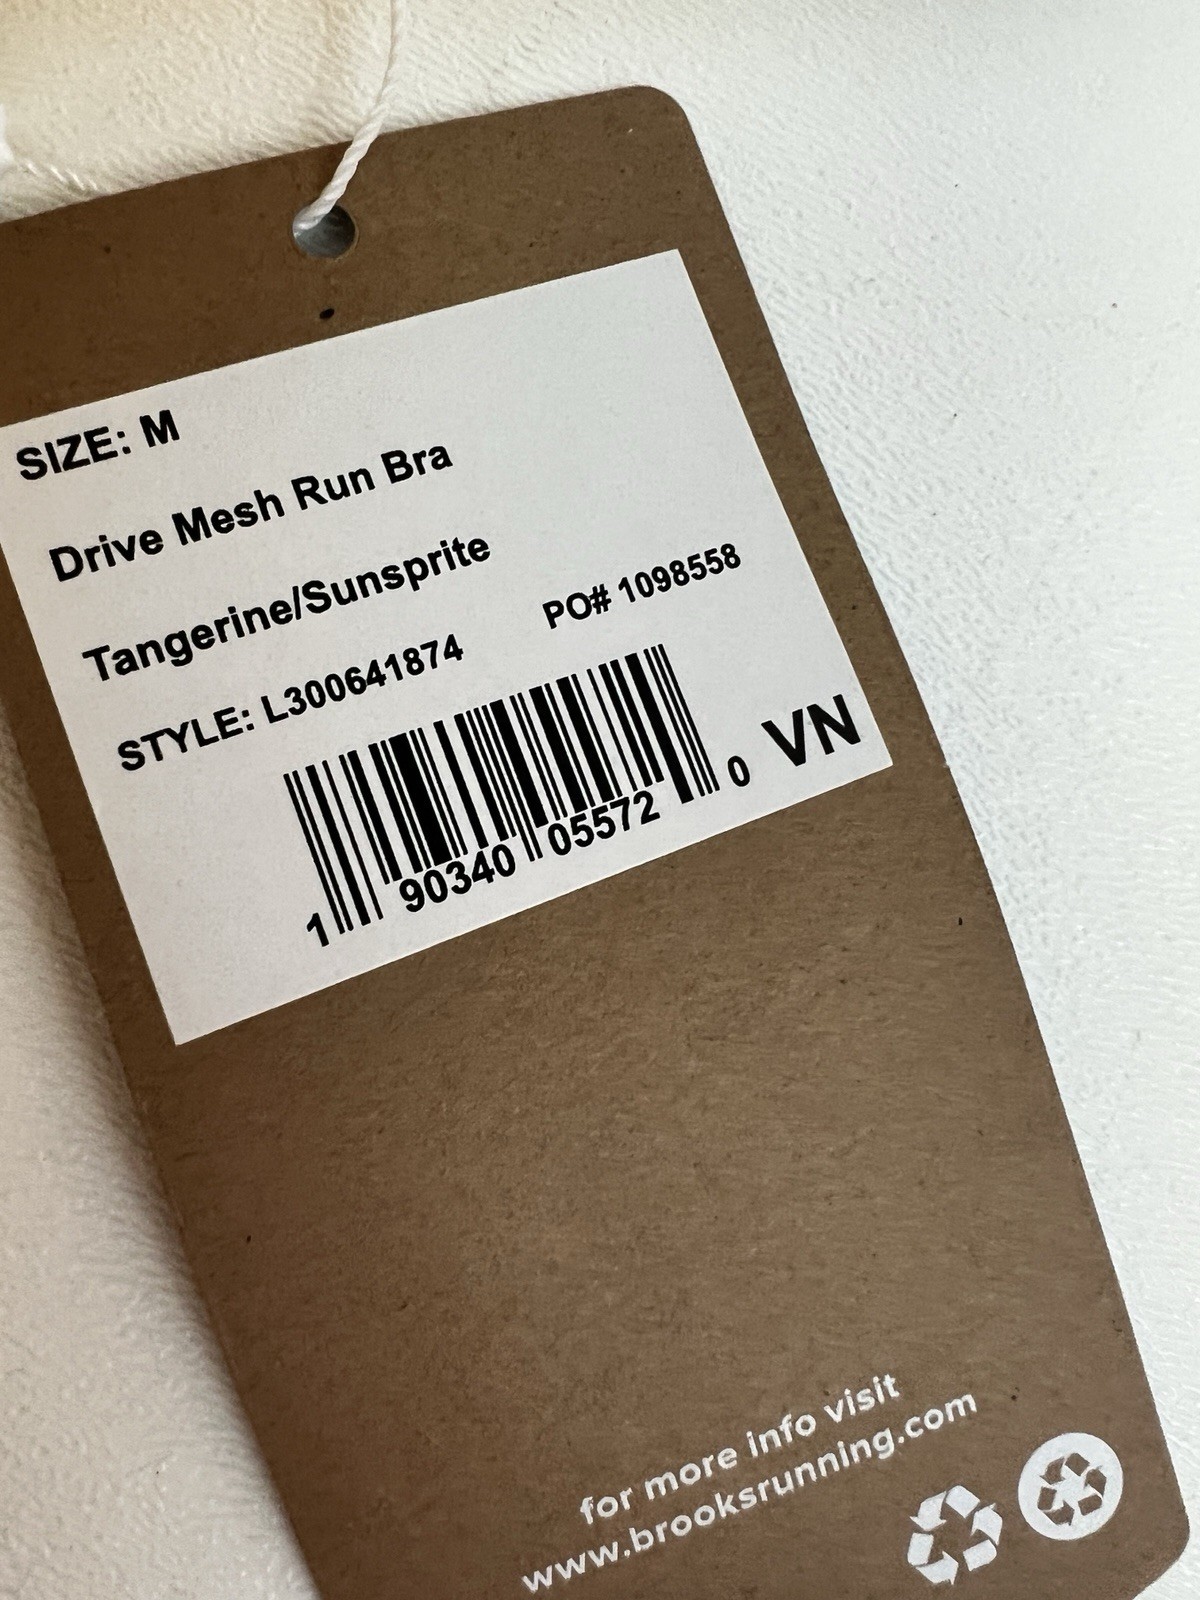 SIZE: M
Drive Mesh Run Bra
Tangerine/Sunsprite
STYLE: L300641874 PO# 1098558
1 90340 05572 0 VN
for more info visit
www.brooksrunning.com